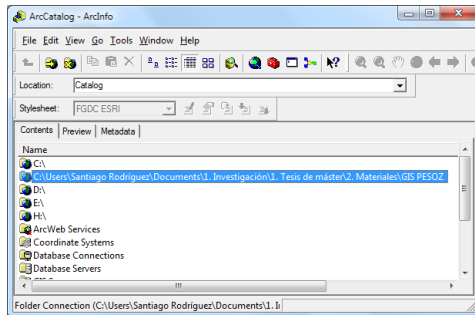 ArcCatalog - ArcInfo
File Edit View Go Tools Window Help
Location: Catalog
Stylesheet: FGDC ESRI
Contents Preview Metadata
Name
C:\
C:\Users\Santiago Rodríguez\Documents\1. Investigación\1. Tesis de máster\2. Materiales\GIS PESOZ
D:\
E:\
H:\
ArcWeb Services
Coordinate Systems
Database Connections
Database Servers
Folder Connection (C:\Users\Santiago Rodríguez\Documents\1. I